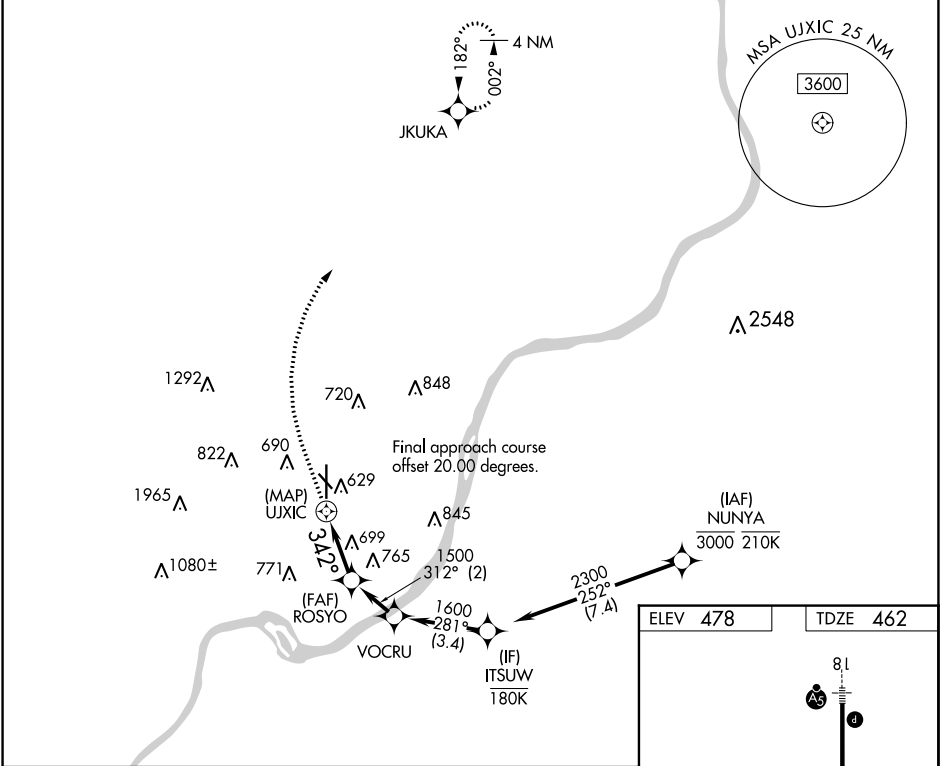 182°
002°
4 NM
JKUKA
MSA UJXIC 25 NM
3600
2548
1292
720
848
822
690
Final approach course
offset 20.00 degrees.
629
1965
(MAP)
UJXIC
845
342°
699
765
1080±
771
(FAF)
ROSYO
1500
312° (2)
1600
281°
(3.4)
VOCRU
(IF)
ITSUW
180K
2300
252°
(7.4)
(IAF)
NUNYA
3000 210K
ELEV 478
TDZE 462
18
A5
P